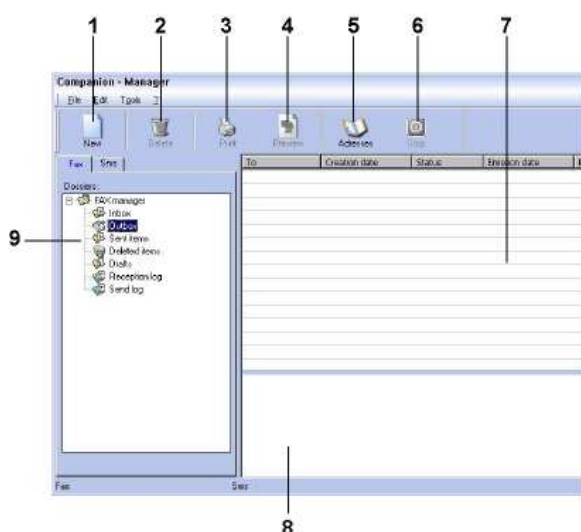 1 2 3 4 5 6 7
Companion - Manager
File Edit Tools ?
New Delete Print Preview Adresses Stop
Fax Sms
To Creation date Status Emission date
Dossiers:
FAX manager
Inbox
Outbox
9 Sent items
Deleted items
Drafts
Reception log
Send log
Fax Sms
8